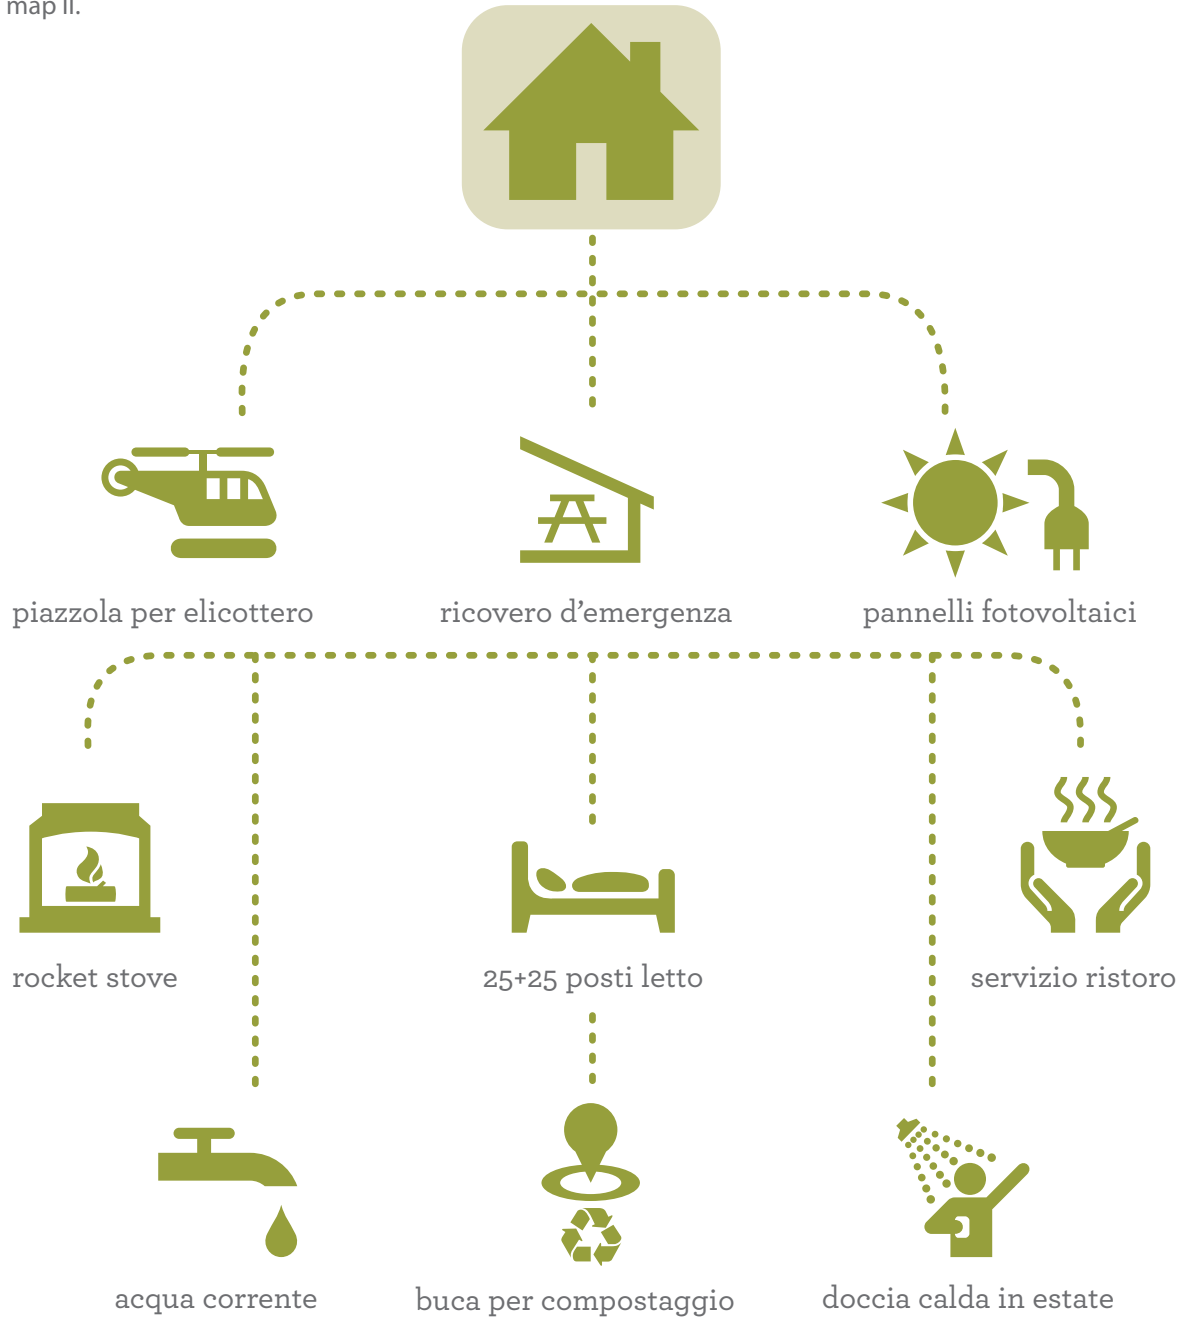 map II.
piazzola per elicottero
ricovero d'emergenza
pannelli fotovoltaici
rocket stove
25+25 posti letto
servizio ristoro
acqua corrente
buca per compostaggio
doccia calda in estate